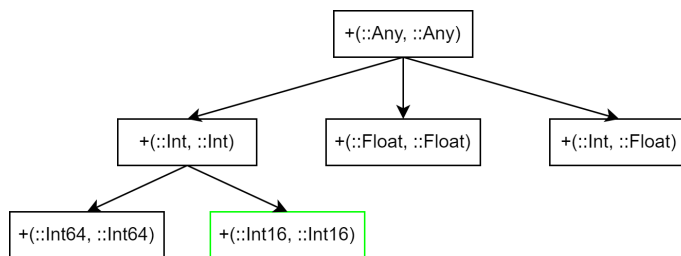 +(::Any, ::Any)
+(::Int, ::Int)
+(::Float, ::Float)
+(::Int, ::Float)
+(::Int64, ::Int64)
+(::Int16, ::Int16)